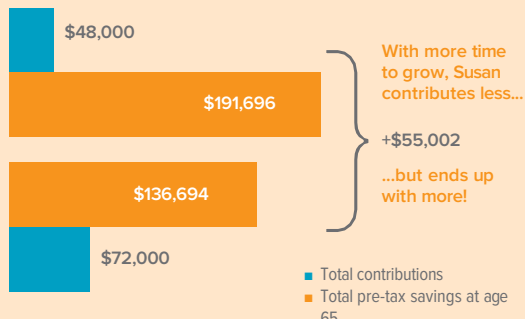 $48,000
$191,696
$136,694
$72,000
With more time
to grow, Susan
contributes less...
+$55,002
...but ends up
with more!
Total contributions
Total pre-tax savings at age
65